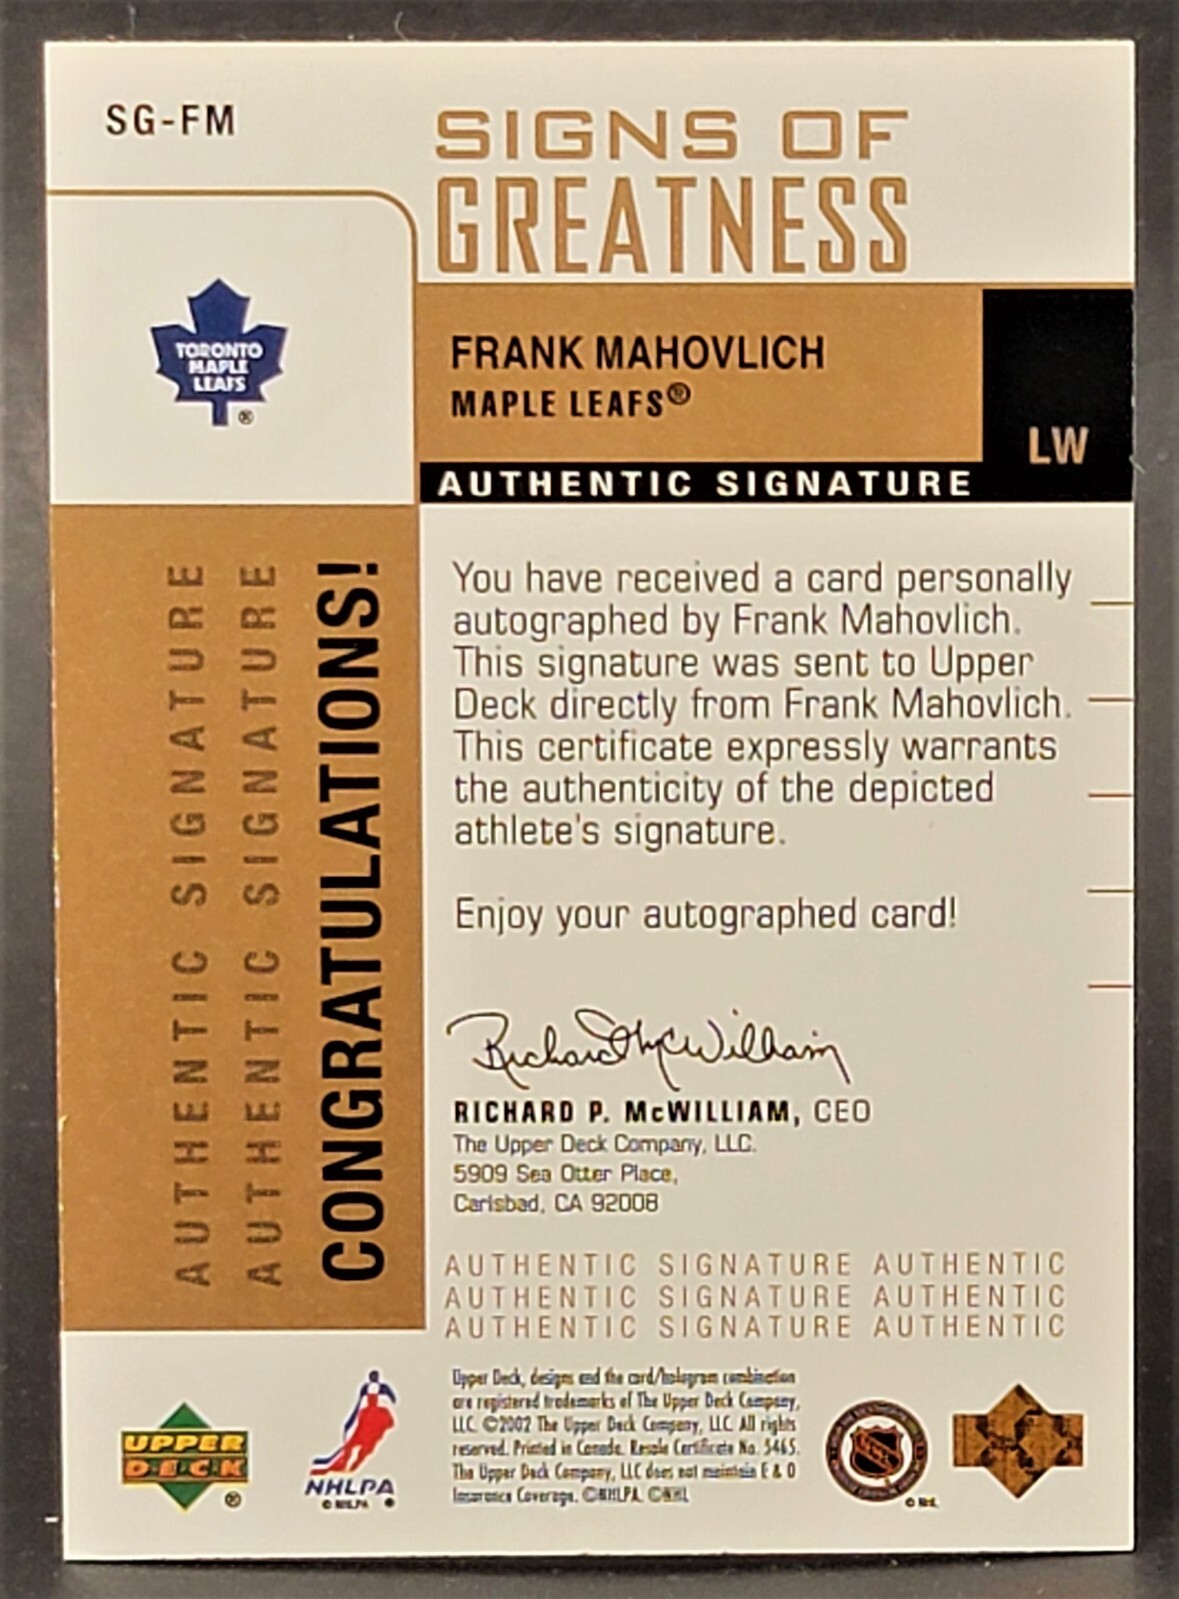 SG-FM
SIGNS OF
GREATNESS
TORONTO
MAPLE
LEAFS
®
FRANK MAHOVLICH
MAPLE LEAFS®
LW
AUTHENTIC SIGNATURE
AUTHENTIC SIGNATURE
AUTHENTIC SIGNATURE
CONGRATULATIONS!
You have received a card personally
autographed by Frank Mahovlich.
This signature was sent to Upper
Deck directly from Frank Mahovlich.
This certificate expressly warrants
the authenticity of the depicted
athlete's signature.
Enjoy your autographed card!
Richard McWilliam
RICHARD P. McWILLIAM, CEO
The Upper Deck Company, LLC.
5909 Sea Otter Place,
Carlsbad, CA 92008
AUTHENTIC SIGNATURE AUTHENTIC
AUTHENTIC SIGNATURE AUTHENTIC
AUTHENTIC SIGNATURE AUTHENTIC
UPPER
DECK
®
NHLPA
© NHLPA ®
Upper Deck, designs and the card/hologram combination
are registered trademarks of The Upper Deck Company,
LLC. ©2002 The Upper Deck Company, LLC. All rights
reserved. Printed in Canada. Resale Certificate No. 5465.
The Upper Deck Company, LLC does not maintain E & O
Insurance Coverage. ©NHLPA. ©NHL
NHL
© NHL